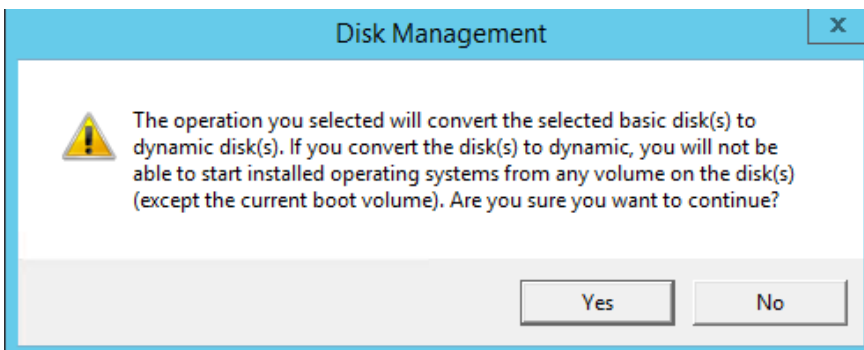 Disk Management
x
The operation you selected will convert the selected basic disk(s) to
dynamic disk(s). If you convert the disk(s) to dynamic, you will not be
able to start installed operating systems from any volume on the disk(s)
(except the current boot volume). Are you sure you want to continue?
Yes
No